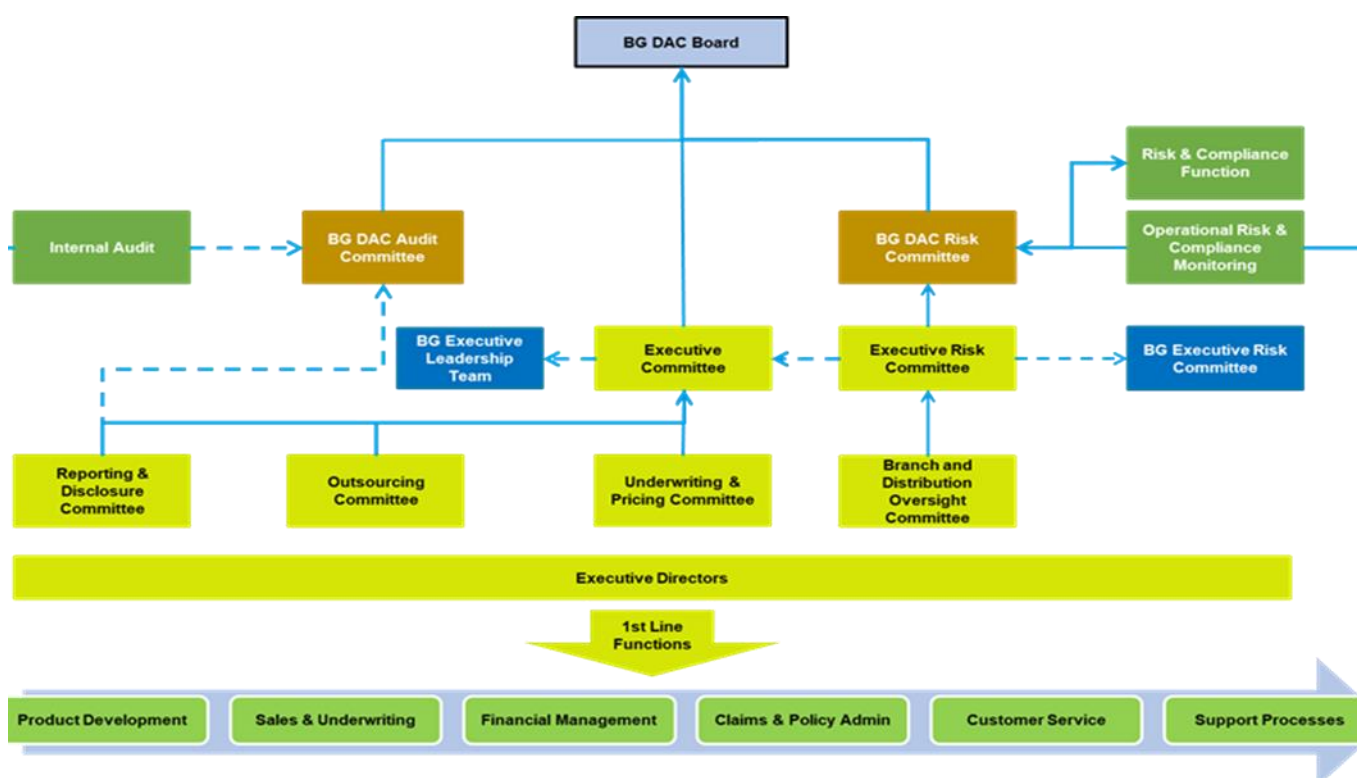 BG DAC Board
Risk & Compliance
Function
Internal Audit
BG DAC Audit
Committee
BG DAC Risk
Committee
Operational Risk &
Compliance
Monitoring
BG Executive
Leadership
Team
Executive
Committee
Executive Risk
Committee
BG Executive Risk
Committee
Reporting &
Disclosure
Committee
Outsourcing
Committee
Underwriting &
Pricing Committee
Branch and
Distribution
Oversight
Committee
Executive Directors
1st Line
Functions
Product Development
Sales & Underwriting
Financial Management
Claims & Policy Admin
Customer Service
Support Processes